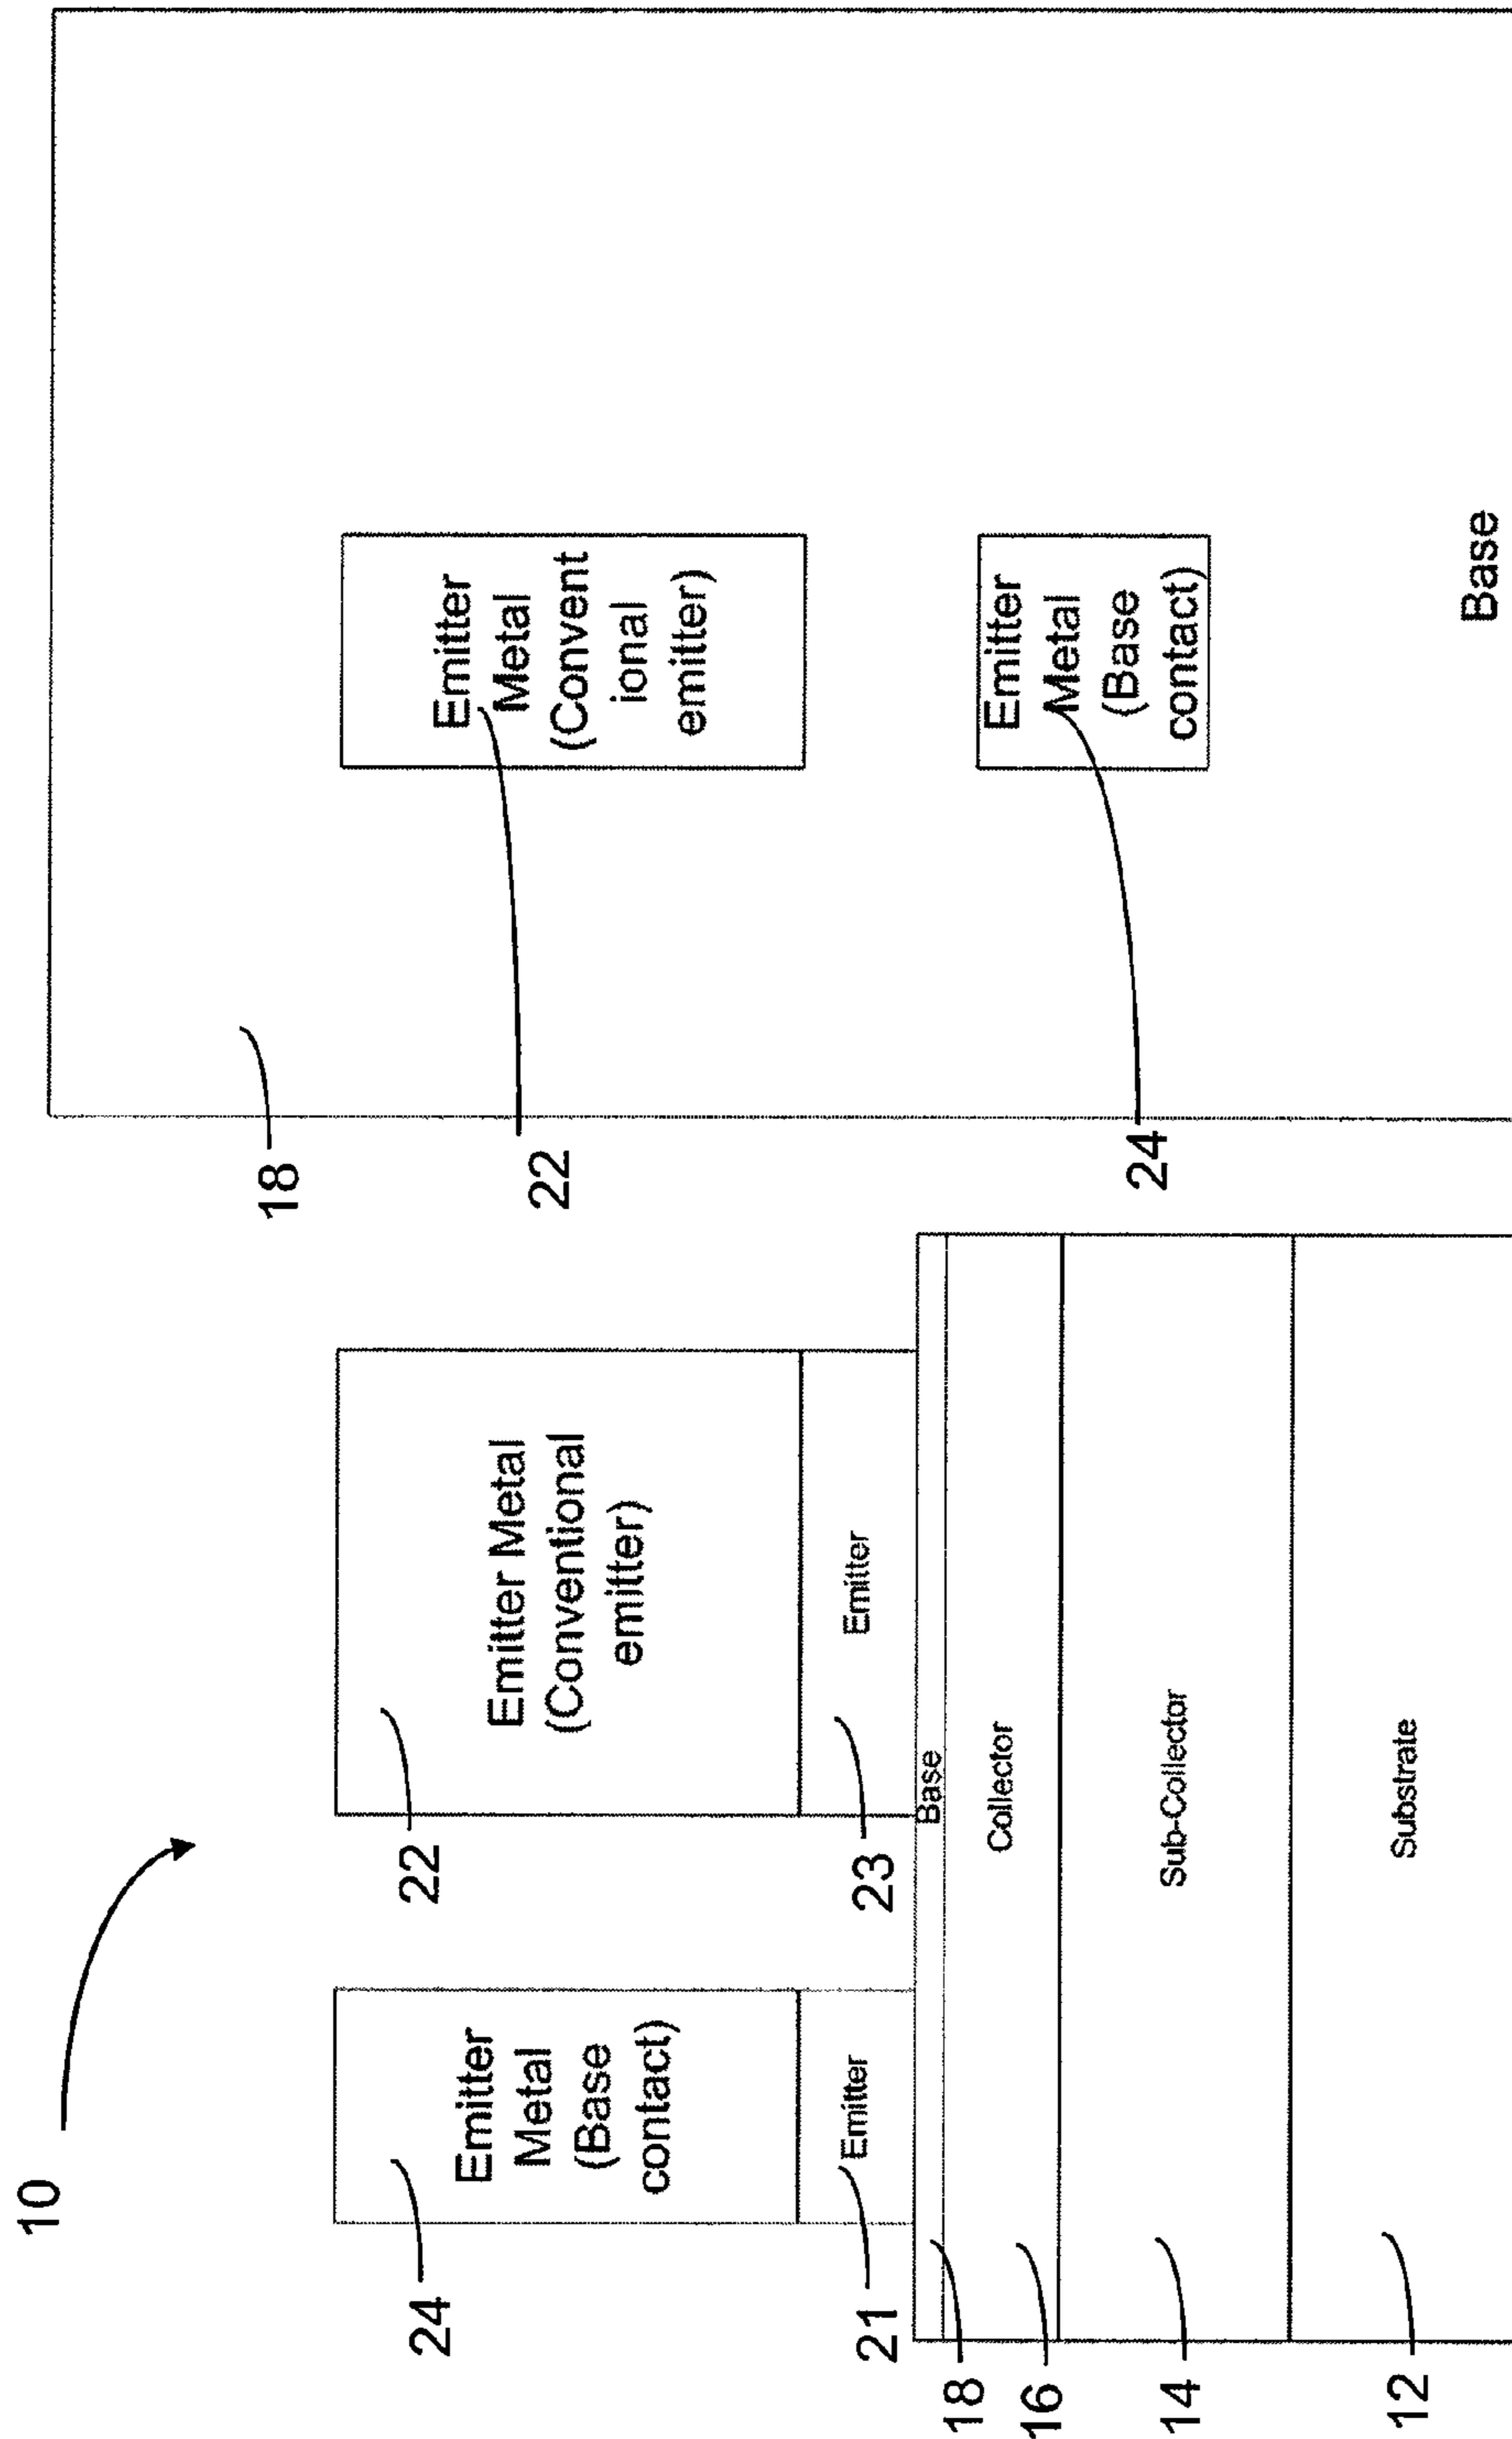 10
24
Emitter
Metal
(Base
contact)
22
Emitter Metal
(Conventional
emitter)
21
Emitter
23
Emitter
18
Base
16
Collector
14
Sub-Collector
12
Substrate
18
22
Emitter
Metal
(Convent
ional
emitter)
24
Emitter
Metal
(Base
contact)
Base